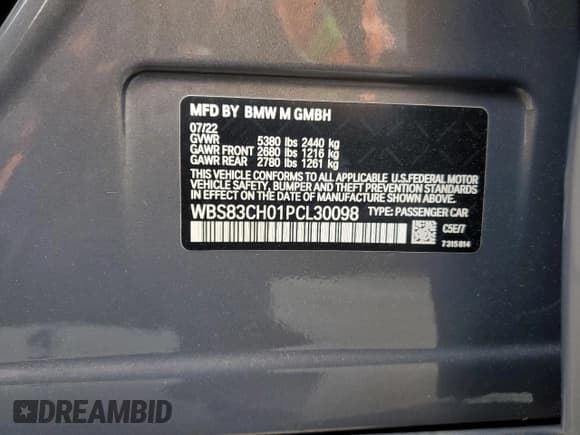 MFD BY BMW M GMBH
07/22
GVWR 5380 lbs 2440 kg
GAWR FRONT 2680 lbs 1216 kg
GAWR REAR 2780 lbs 1261 kg
THIS VEHICLE CONFORMS TO ALL APPLICABLE U.S.FEDERAL MOTOR
VEHICLE SAFETY, BUMPER, AND THEFT PREVENTION STANDARDS
IN EFFECT ON THE DATE OF MANUFACTURE SHOWN ABOVE.
WBS83CH01PCL30098 TYPE: PASSENGER CAR
C5E/7
7315814
DREAMBID